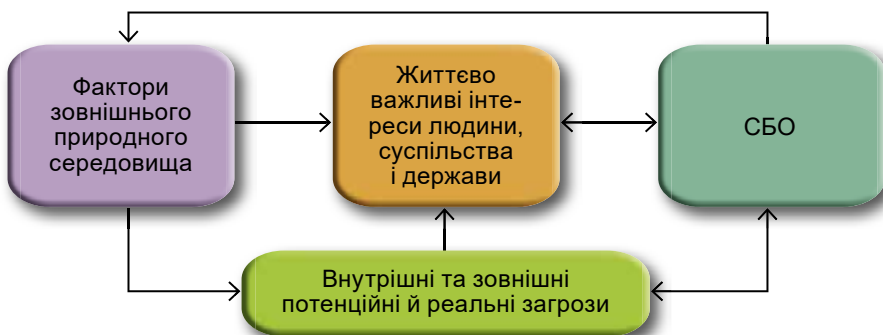 Фактори
зовнішнього
природного
середовища
Життєво
важливі інте-
реси людини,
суспільства
і держави
СБО
Внутрішні та зовнішні
потенційні й реальні загрози